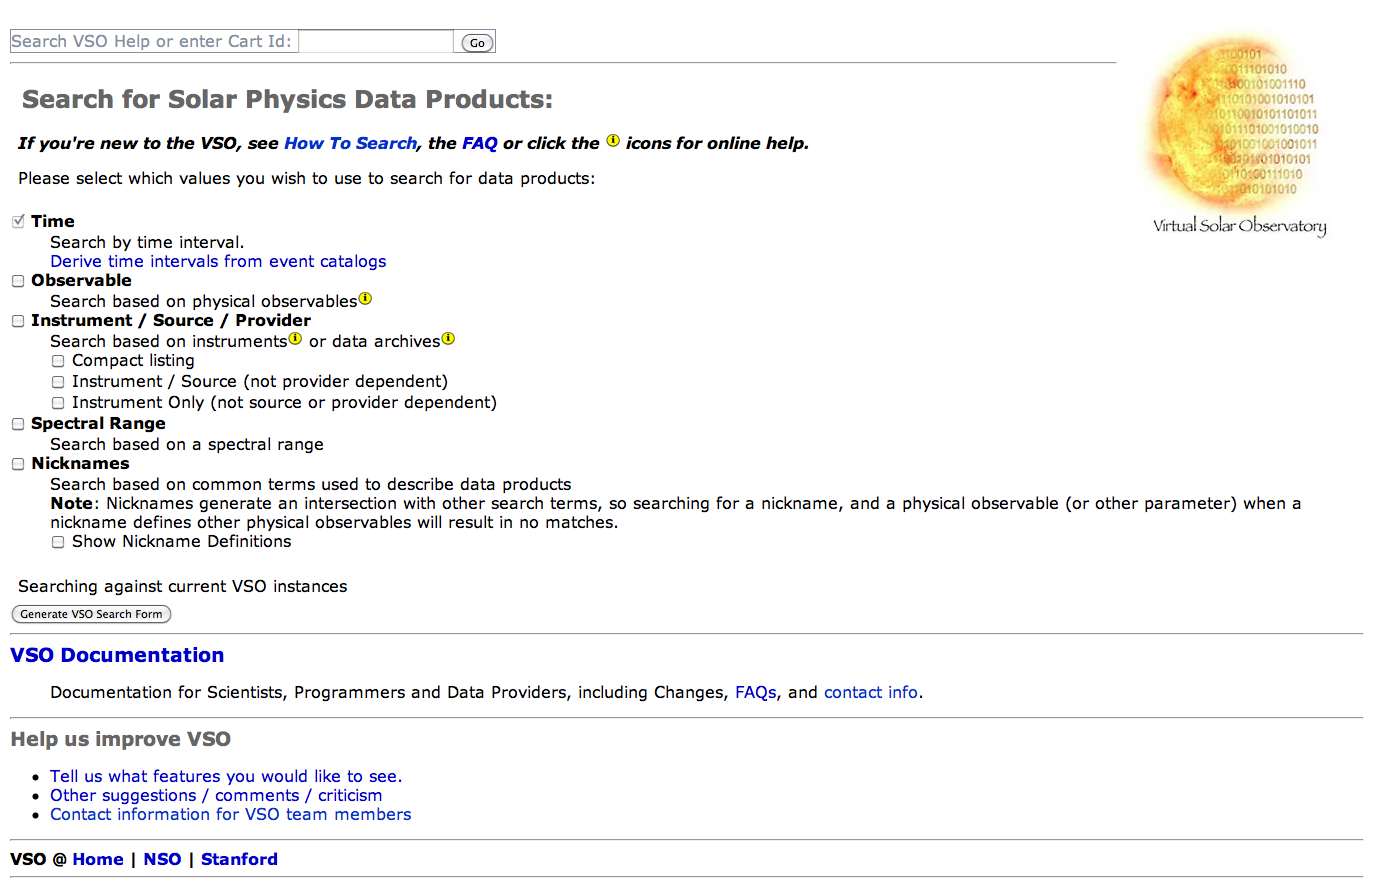 Search VSO Help or enter Cart Id:
Go
Search for Solar Physics Data Products:
If you're new to the VSO, see How To Search, the FAQ or click the i icons for online help.
Please select which values you wish to use to search for data products:
Time
Search by time interval.
Derive time intervals from event catalogs
Observable
Search based on physical observables i
Instrument / Source / Provider
Search based on instruments i or data archives i
Compact listing
Instrument / Source (not provider dependent)
Instrument Only (not source or provider dependent)
Spectral Range
Search based on a spectral range
Nicknames
Search based on common terms used to describe data products
Note: Nicknames generate an intersection with other search terms, so searching for a nickname, and a physical observable (or other parameter) when a
nickname defines other physical observables will result in no matches.
Show Nickname Definitions
Searching against current VSO instances
Generate VSO Search Form
VSO Documentation
Documentation for Scientists, Programmers and Data Providers, including Changes, FAQs, and contact info.
Help us improve VSO
Tell us what features you would like to see.
Other suggestions / comments / criticism
Contact information for VSO team members
VSO @ Home | NSO | Stanford
Virtual Solar Observatory